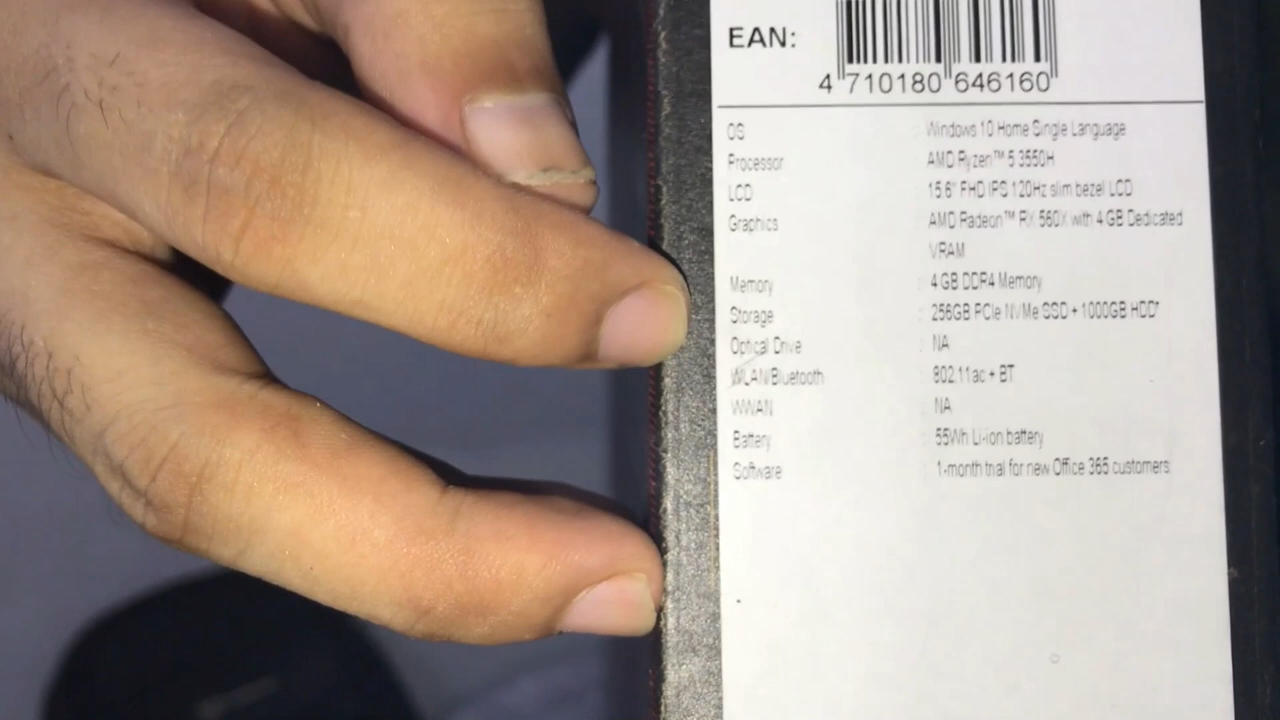 EAN:
4 710180 646160
OS : Windows 10 Home Single Language
Processor : AMD Ryzen™ 5 3550H
LCD : 15.6" FHD IPS 120Hz slim bezel LCD
Graphics : AMD Radeon™ RX 560X with 4 GB Dedicated
VRAM
Memory : 4 GB DDR4 Memory
Storage : 256GB PCIe NVMe SSD + 1000GB HDD*
Optical Drive : NA
WLAN/Bluetooth : 802.11ac + BT
WWAN : NA
Battery : 55Wh Li-ion battery
Software : 1-month trial for new Office 365 customers